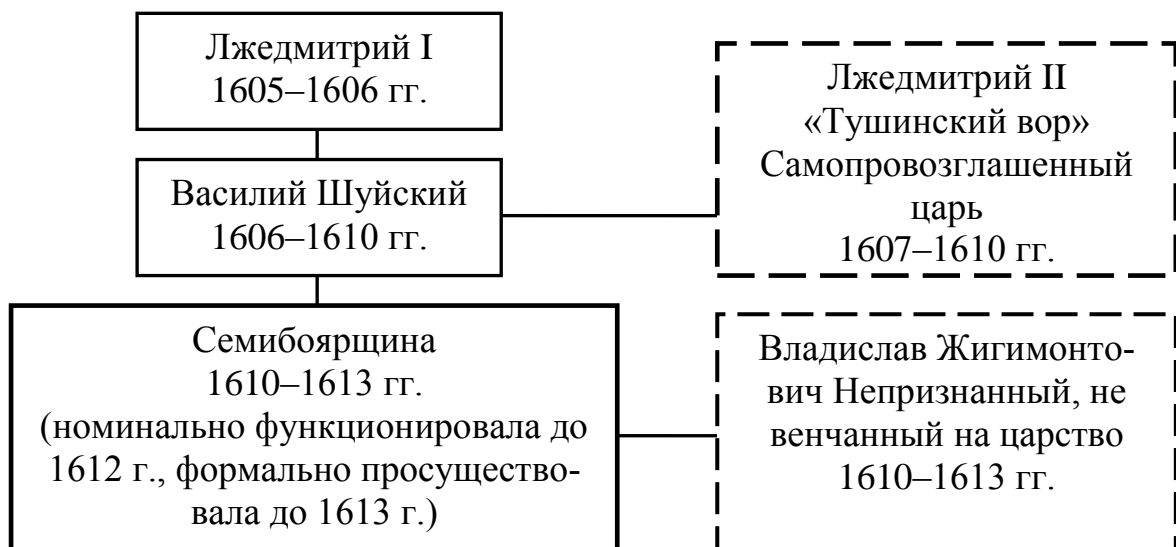 Лжедмитрий I
1605–1606 гг.
Лжедмитрий II
«Тушинский вор»
Самопровозглашенный
царь
1607–1610 гг.
Василий Шуйский
1606–1610 гг.
Семибоярщина
1610–1613 гг.
(номинально функционировала до
1612 г., формально просущество-
вала до 1613 г.)
Владислав Жигимонто-
вич Непризнанный, не
венчанный на царство
1610–1613 гг.